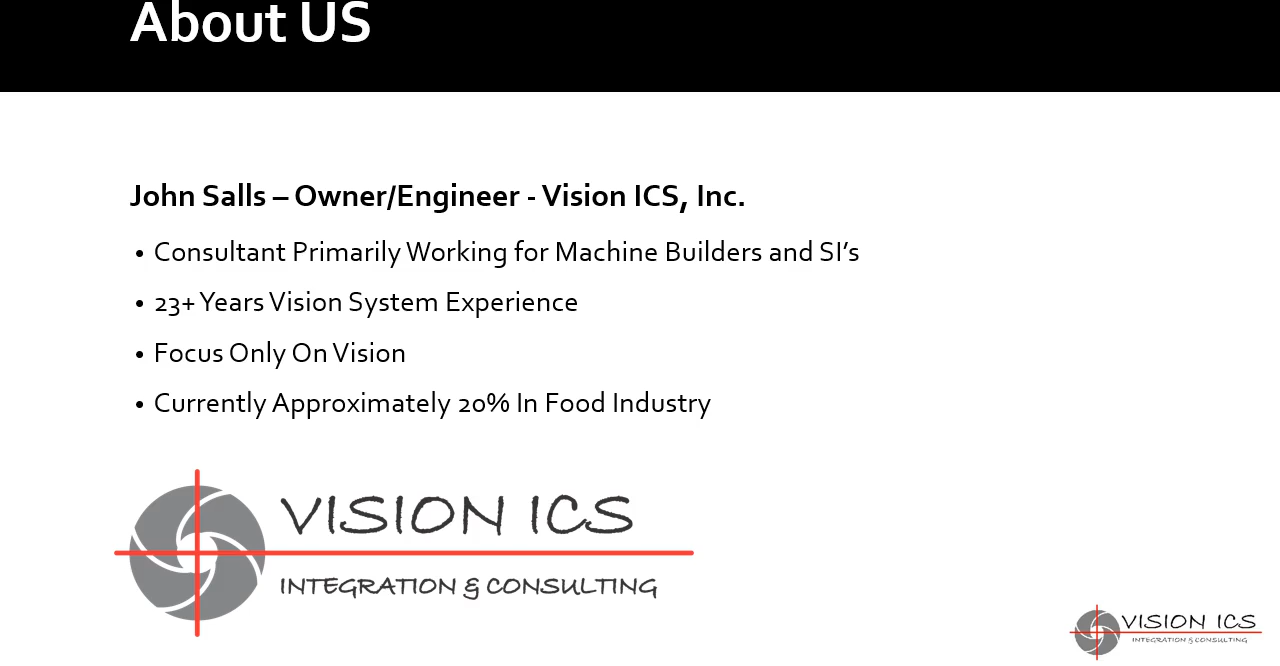 About US
John Salls – Owner/Engineer - Vision ICS, Inc.
• Consultant Primarily Working for Machine Builders and SI’s
• 23+ Years Vision System Experience
• Focus Only On Vision
• Currently Approximately 20% In Food Industry
VISION ICS
INTEGRATION & CONSULTING
VISION ICS
INTEGRATION & CONSULTING